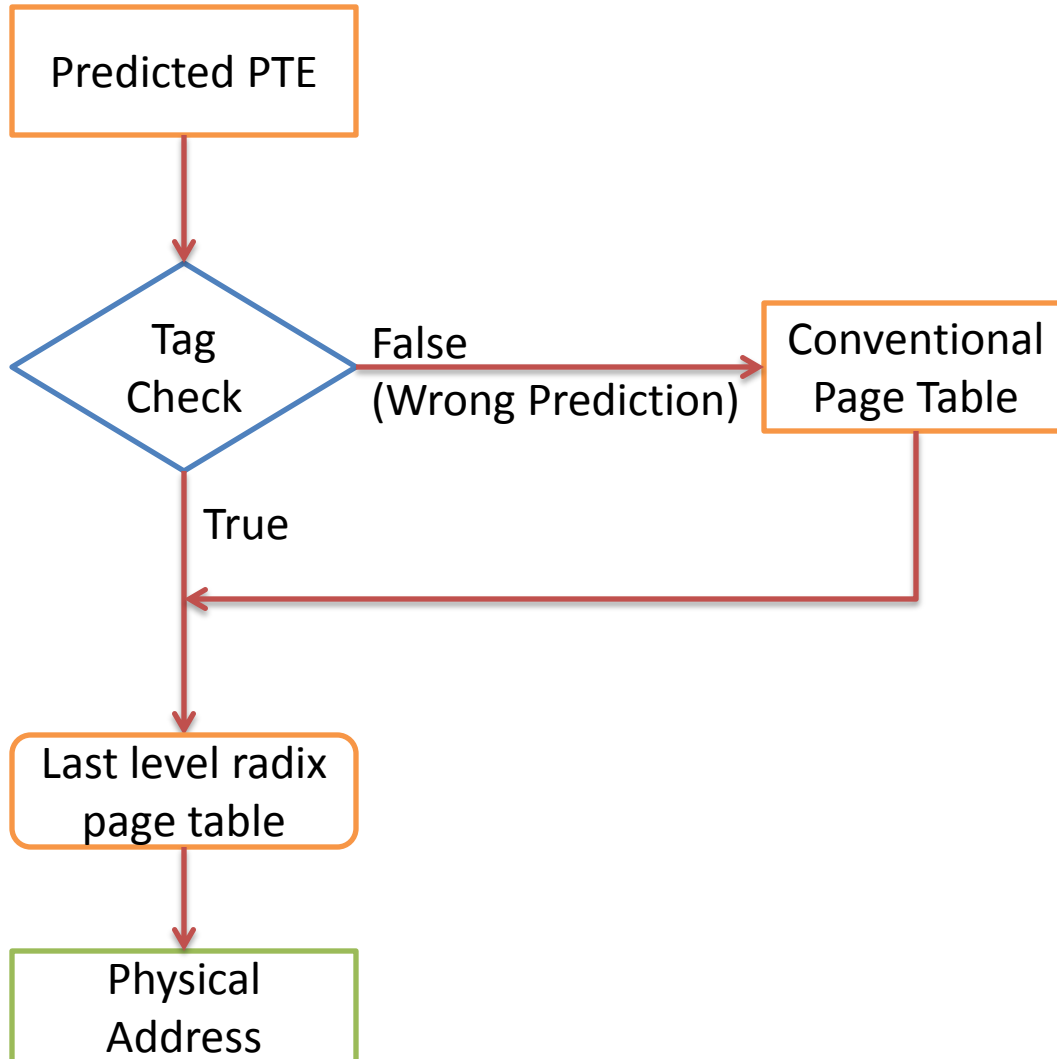 Predicted PTE
Tag
Check
False
(Wrong Prediction)
Conventional
Page Table
True
Last level radix
page table
Physical
Address